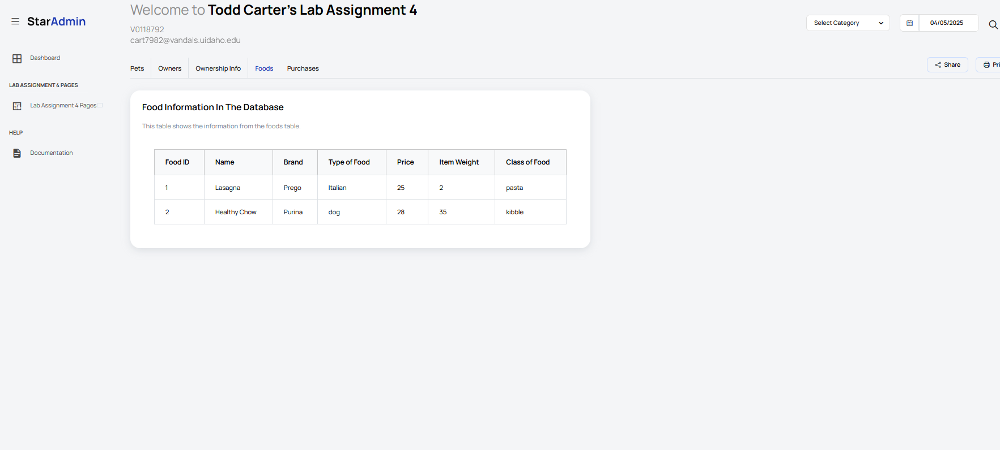 Welcome to Todd Carter's Lab Assignment 4
StarAdmin
V0118792
cart7982@vandals.uidaho.edu
Select Category
04/05/2025
Dashboard
LAB ASSIGNMENT 4 PAGES
Lab Assignment 4 Pages
HELP
Documentation
Pets Owners Ownership Info Foods Purchases
Share Pri
Food Information In The Database
This table shows the information from the foods table.
Food ID Name Brand Type of Food Price Item Weight Class of Food
1 Lasagna Prego Italian 25 2 pasta
2 Healthy Chow Purina dog 28 35 kibble